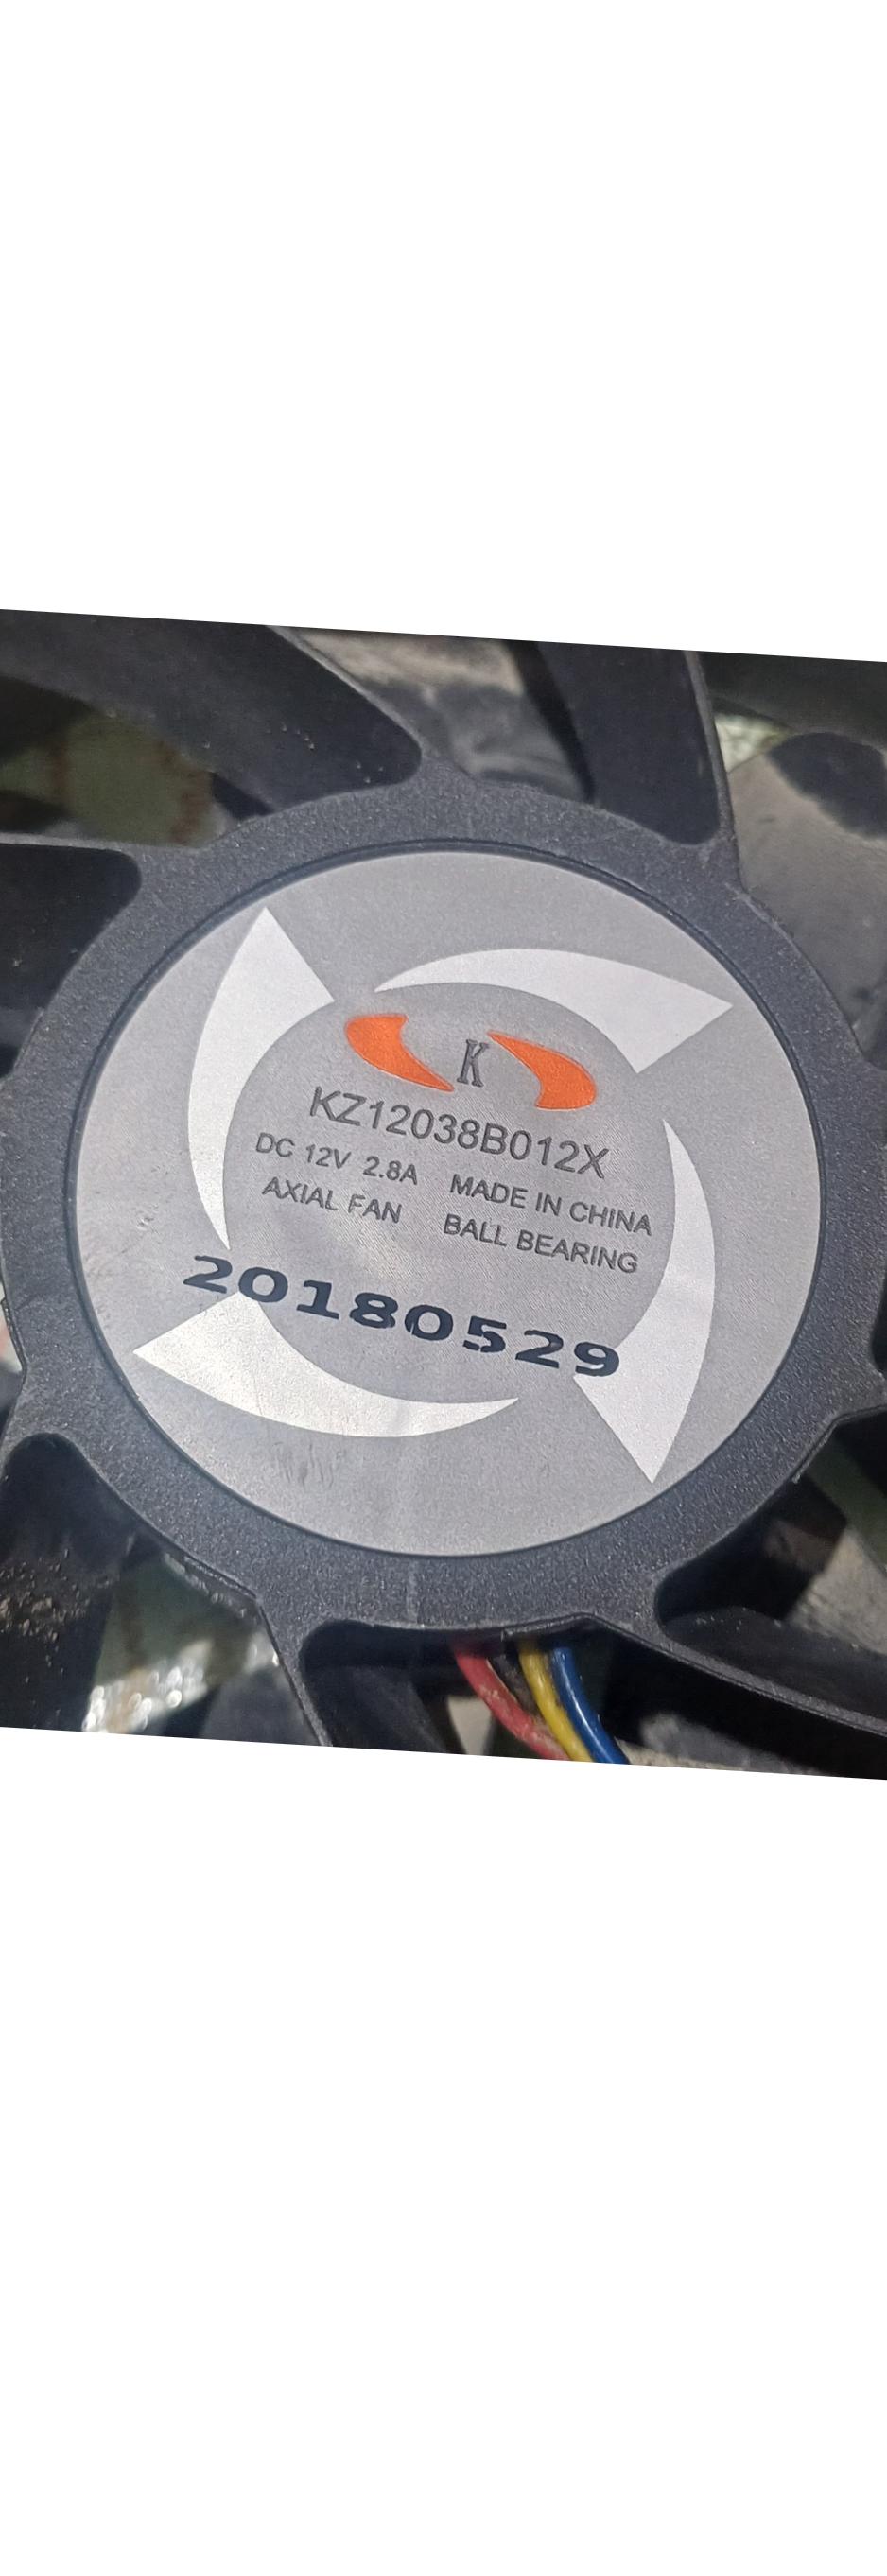 K
KZ12038B012X
DC 12V 2.8A MADE IN CHINA
AXIAL FAN BALL BEARING
20180529